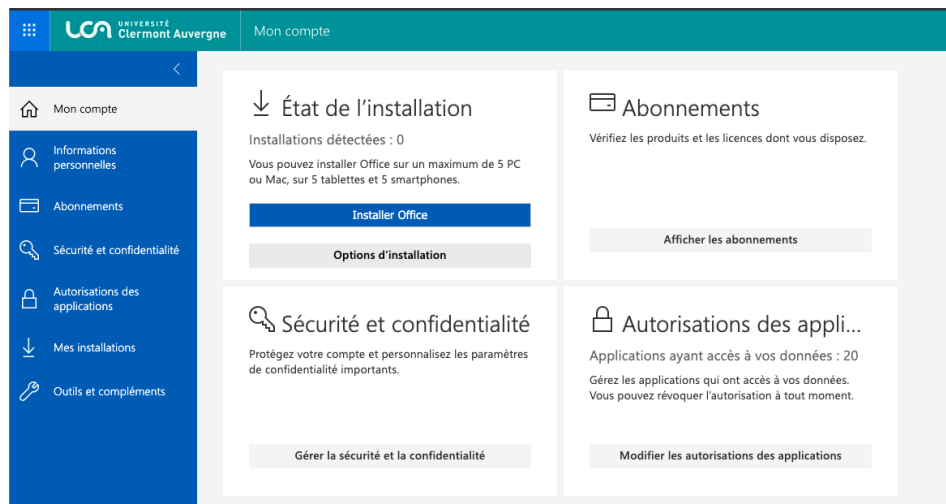 UCA UNIVERSITÉ
Clermont Auvergne
Mon compte
Mon compte
Informations
personnelles
Abonnements
Sécurité et confidentialité
Autorisations des
applications
Mes installations
Outils et compléments
État de l'installation
Installations détectées : 0
Vous pouvez installer Office sur un maximum de 5 PC
ou Mac, sur 5 tablettes et 5 smartphones.
Installer Office
Options d'installation
Abonnements
Vérifiez les produits et les licences dont vous disposez.
Afficher les abonnements
Sécurité et confidentialité
Protégez votre compte et personnalisez les paramètres
de confidentialité importants.
Gérer la sécurité et la confidentialité
Autorisations des appli...
Applications ayant accès à vos données : 20
Gérez les applications qui ont accès à vos données.
Vous pouvez révoquer l'autorisation à tout moment.
Modifier les autorisations des applications